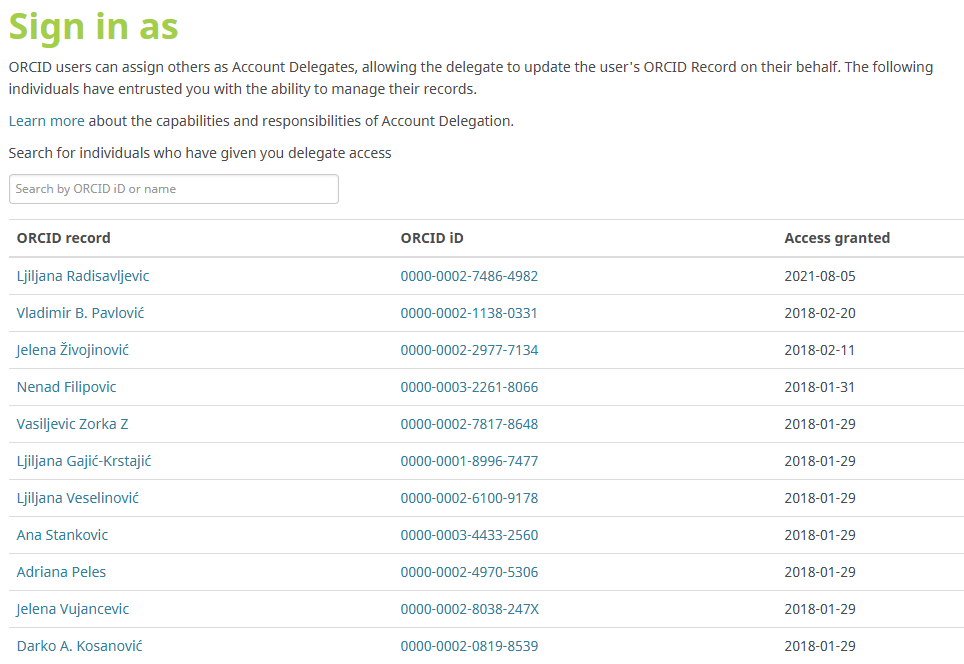 Sign in as
ORCID users can assign others as Account Delegates, allowing the delegate to update the user's ORCID Record on their behalf. The following
individuals have entrusted you with the ability to manage their records.
Learn more about the capabilities and responsibilities of Account Delegation.
Search for individuals who have given you delegate access
Search by ORCID iD or name
ORCID record ORCID iD Access granted
Ljiljana Radisavljevic 0000-0002-7486-4982 2021-08-05
Vladimir B. Pavlović 0000-0002-1138-0331 2018-02-20
Jelena Živojinović 0000-0002-2977-7134 2018-02-11
Nenad Filipovic 0000-0003-2261-8066 2018-01-31
Vasiljevic Zorka Z 0000-0002-7817-8648 2018-01-29
Ljiljana Gajić-Krstajić 0000-0001-8996-7477 2018-01-29
Ljiljana Veselinović 0000-0002-6100-9178 2018-01-29
Ana Stankovic 0000-0003-4433-2560 2018-01-29
Adriana Peles 0000-0002-4970-5306 2018-01-29
Jelena Vujancevic 0000-0002-8038-247X 2018-01-29
Darko A. Kosanović 0000-0002-0819-8539 2018-01-29